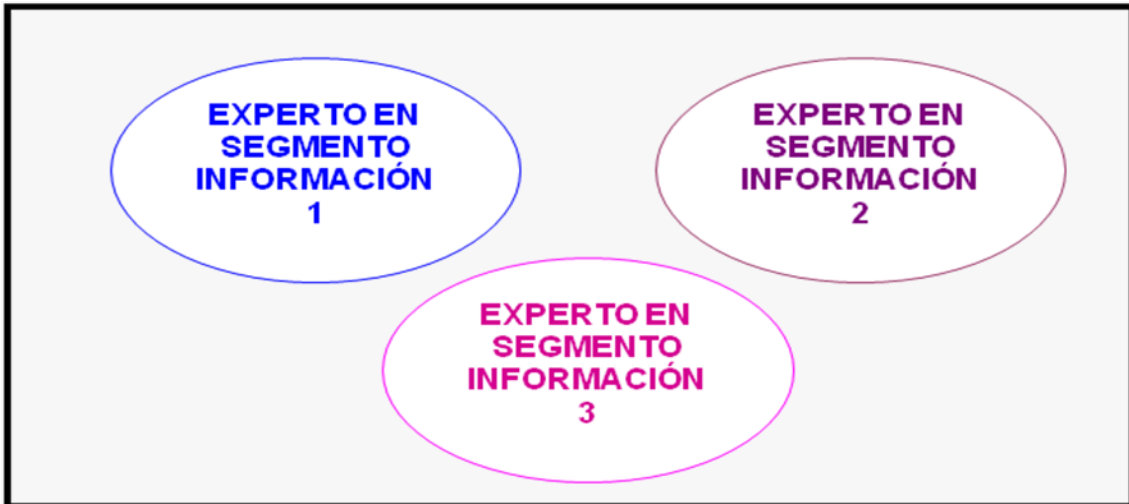 EXPERTO EN
SEGMENTO
INFORMACIÓN
1
EXPERTO EN
SEGMENTO
INFORMACIÓN
2
EXPERTO EN
SEGMENTO
INFORMACIÓN
3